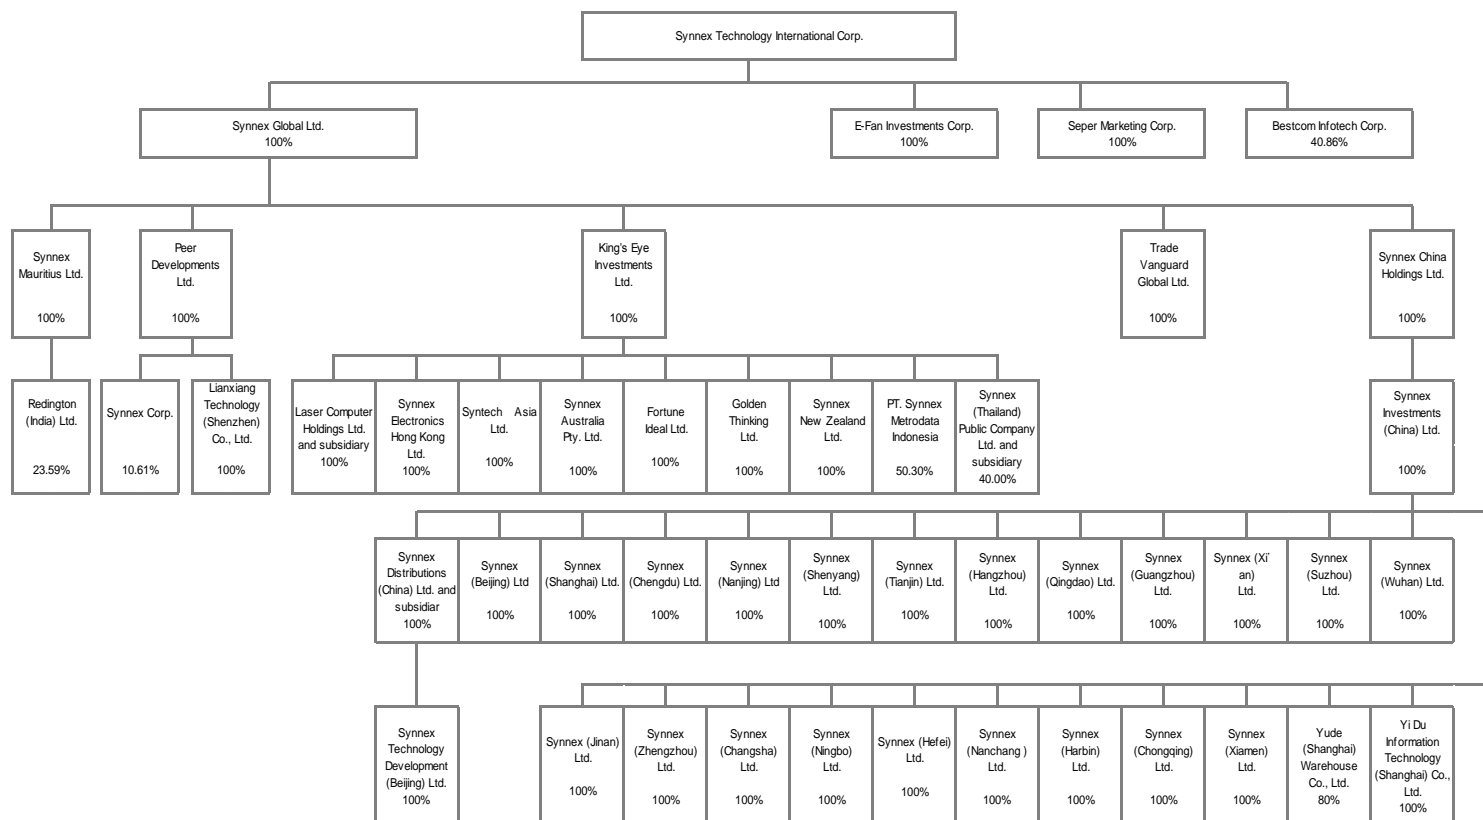 Synnex Technology International Corp.
Synnex Global Ltd.
100%
E-Fan Investments Corp.
100%
Seper Marketing Corp.
100%
Bestcom Infotech Corp.
40.86%
Synnex
Mauritius Ltd.
100%
Peer
Developments
Ltd.
100%
King's Eye
Investments
Ltd.
100%
Trade
Vanguard
Global Ltd.
100%
Synnex China
Holdings Ltd.
100%
Redington
(India) Ltd.
23.59%
Synnex Corp.
10.61%
Lianxiang
Technology
(Shenzhen)
Co., Ltd.
100%
Laser Computer
Holdings Ltd.
and subsidiary
100%
Synnex
Electronics
Hong Kong
Ltd.
100%
Syntech Asia
Ltd.
100%
Synnex
Australia
Pty. Ltd.
100%
Fortune
Ideal Ltd.
100%
Golden
Thinking
Ltd.
100%
Synnex
New Zealand
Ltd.
100%
PT. Synnex
Metrodata
Indonesia
50.30%
Synnex
(Thailand)
Public Company
Ltd. and
subsidiary
40.00%
Synnex
Investments
(China) Ltd.
100%
Synnex
Distributions
(China) Ltd. and
subsidiar
100%
Synnex
(Beijing) Ltd
100%
Synnex
(Shanghai) Ltd.
100%
Synnex
(Chengdu) Ltd.
100%
Synnex
(Nanjing) Ltd
100%
Synnex
(Shenyang)
Ltd.
100%
Synnex
(Tianjin) Ltd.
100%
Synnex
(Hangzhou)
Ltd.
100%
Synnex
(Qingdao) Ltd.
100%
Synnex
(Guangzhou)
Ltd.
100%
Synnex (Xi'
an)
Ltd.
100%
Synnex
(Suzhou)
Ltd.
100%
Synnex
(Wuhan) Ltd.
100%
Synnex
Technology
Development
(Beijing) Ltd.
100%
Synnex (Jinan)
Ltd.
100%
Synnex
(Zhengzhou)
Ltd.
100%
Synnex
(Changsha)
Ltd.
100%
Synnex
(Ningbo)
Ltd.
100%
Synnex (Hefei)
Ltd.
100%
Synnex
(Nanchang )
Ltd.
100%
Synnex
(Harbin)
Ltd.
100%
Synnex
(Chongqing)
Ltd.
100%
Synnex
(Xiamen)
Ltd.
100%
Yude
(Shanghai)
Warehouse
Co., Ltd.
80%
Yi Du
Information
Technology
(Shanghai) Co.,
Ltd.
100%